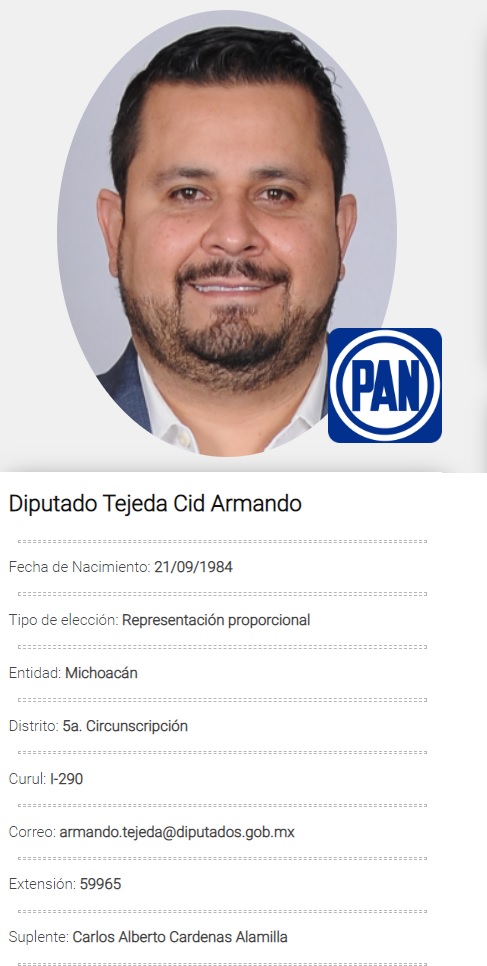 PAN
Diputado Tejeda Cid Armando
Fecha de Nacimiento: 21/09/1984
Tipo de elección: Representación proporcional
Entidad: Michoacán
Distrito: 5a. Circunscripción
Curul: I-290
Correo: armando.tejeda@diputados.gob.mx
Extensión: 59965
Suplente: Carlos Alberto Cardenas Alamilla